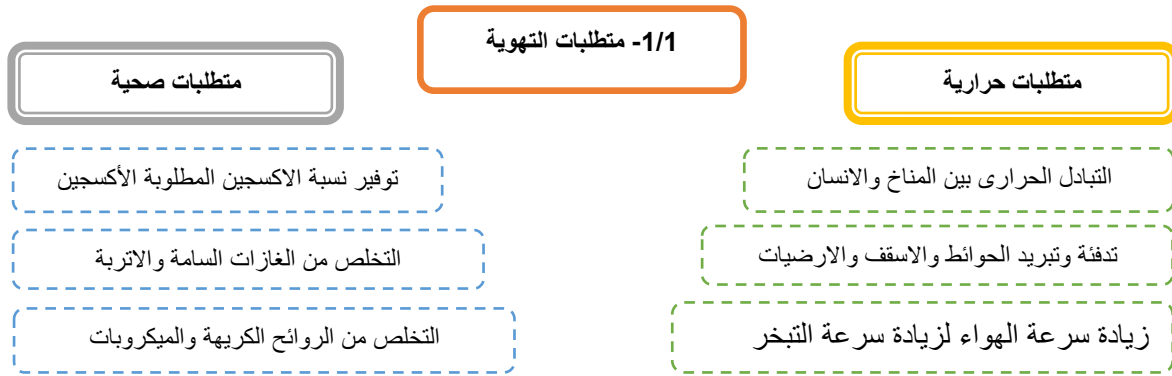 1/1- متطلبات التهوية
متطلبات حرارية
متطلبات صحية
التبادل الحرارى بين المناخ والانسان
توفير نسبة الاكسجين المطلوبة الأكسجين
تدفئة وتبريد الحوائط والاسقف والارضيات
التخلص من الغازات السامة والاتربة
زيادة سرعة الهواء لزيادة سرعة التبخر
التخلص من الروائح الكريهة والميكروبات